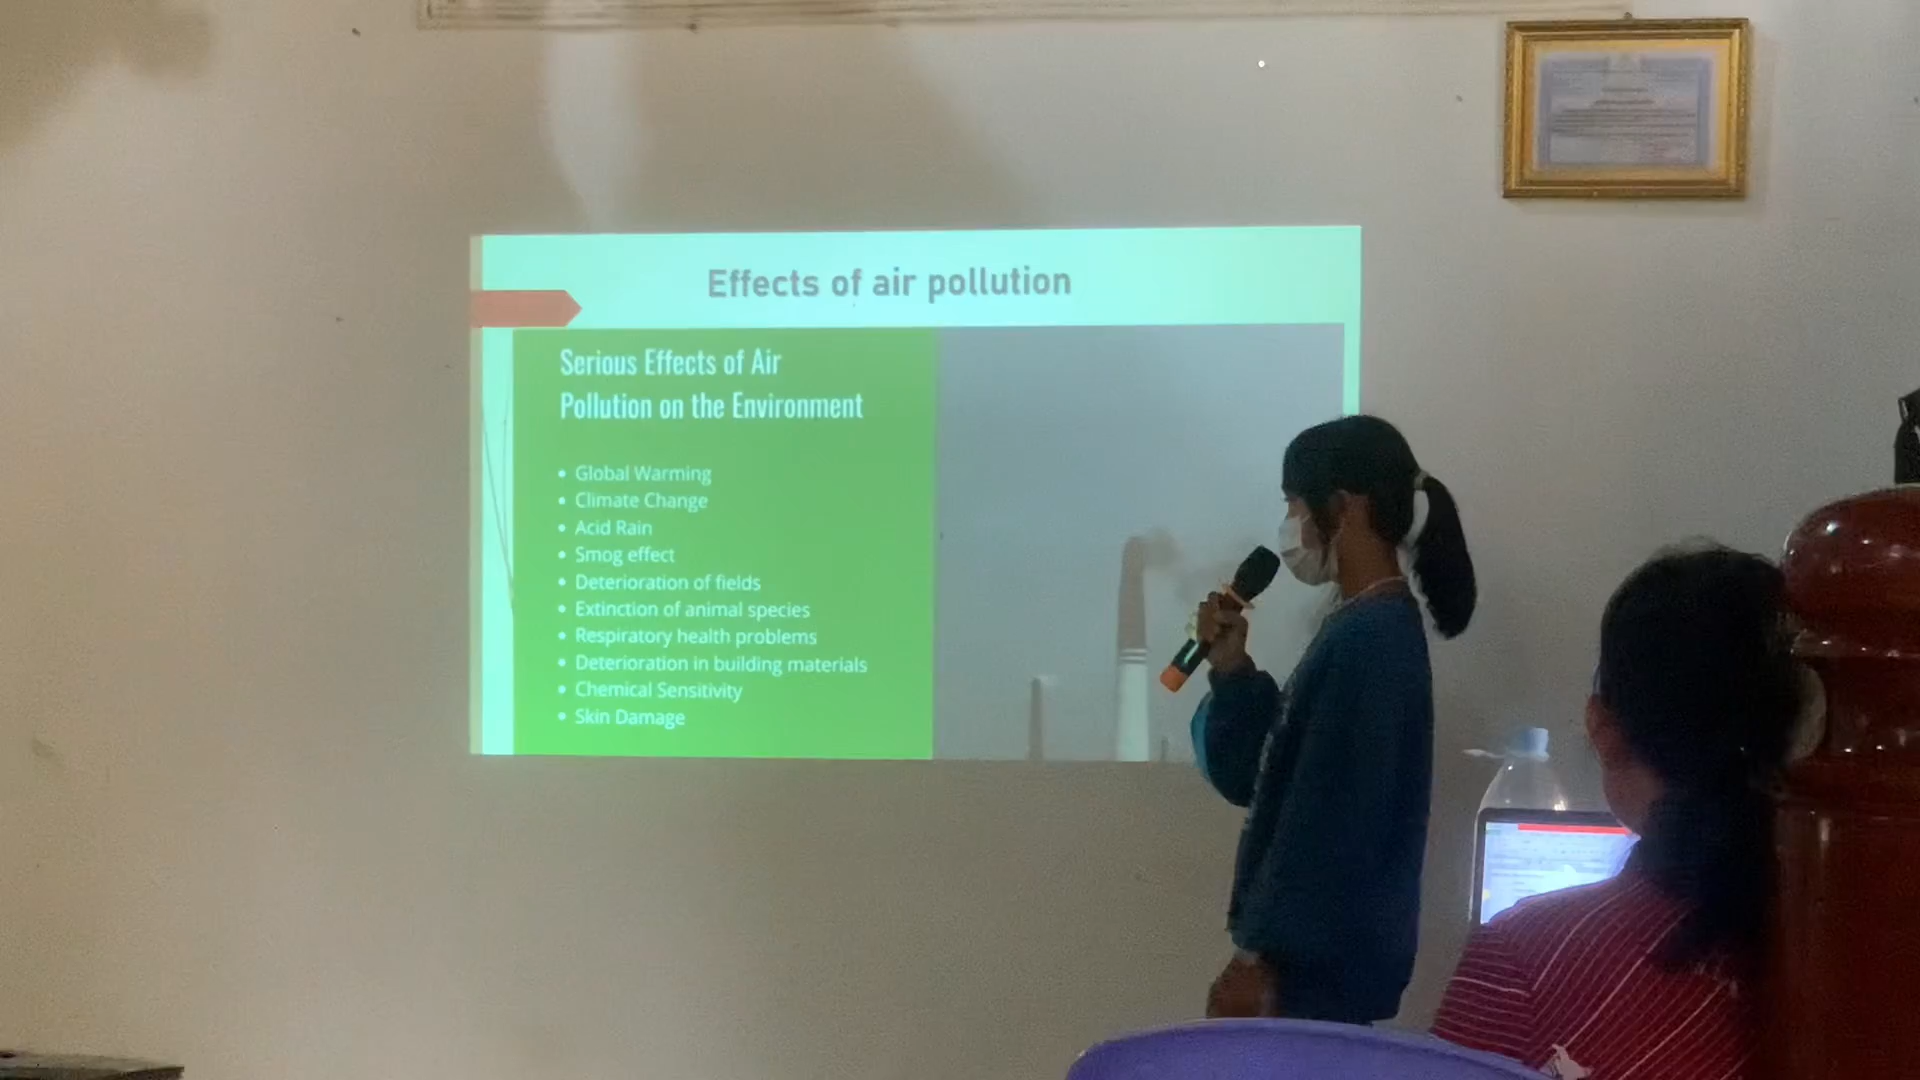 Effects of air pollution
Serious Effects of Air
Pollution on the Environment
• Global Warming
• Climate Change
• Acid Rain
• Smog effect
• Deterioration of fields
• Extinction of animal species
• Respiratory health problems
• Deterioration in building materials
• Chemical Sensitivity
• Skin Damage